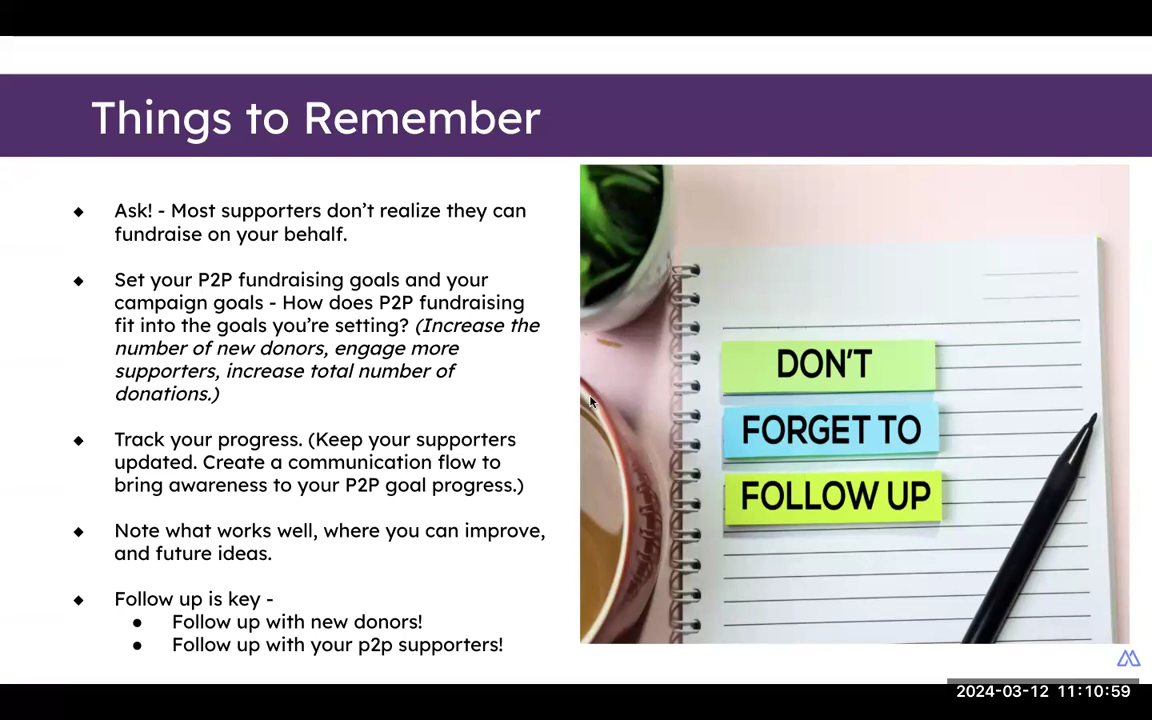 Things to Remember
Ask! - Most supporters don't realize they can
fundraise on your behalf.
Set your P2P fundraising goals and your
campaign goals - How does P2P fundraising
fit into the goals you're setting? (Increase the
number of new donors, engage more
supporters, increase total number of
donations.)
Track your progress. (Keep your supporters
updated. Create a communication flow to
bring awareness to your P2P goal progress.)
Note what works well, where you can improve,
and future ideas.
Follow up is key -
Follow up with new donors!
Follow up with your p2p supporters!
DON'T
FORGET TO
FOLLOW UP
2024-03-12 11:10:59